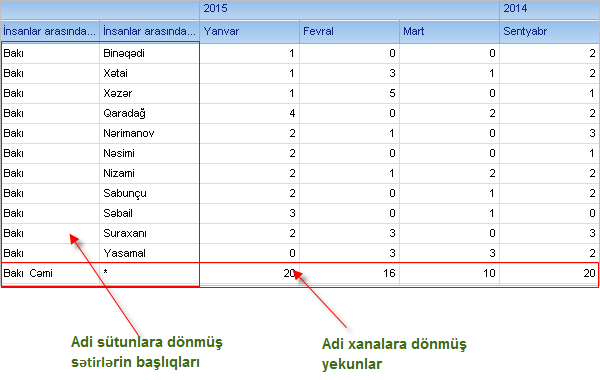 2015 2014
İnsanlar arasında... İnsanlar arasında... Yanvar Fevral Mart Sentyabr
Bakı Binəqədi 1 0 0 2
Bakı Xətai 1 3 1 2
Bakı Xəzər 1 5 0 1
Bakı Qaradağ 4 0 2 2
Bakı Nərimanov 2 1 0 3
Bakı Nəsimi 2 0 0 1
Bakı Nizami 2 1 2 2
Bakı Sabunçu 2 0 1 2
Bakı Səbail 3 0 1 0
Bakı Suraxanı 2 3 0 3
Bakı Yasamal 0 3 3 2
Bakı Cəmi * 20 16 10 20
Adi sütunlara dönmüş
sətirlərin başlıqları
Adi xanalara dönmüş
yekunlar